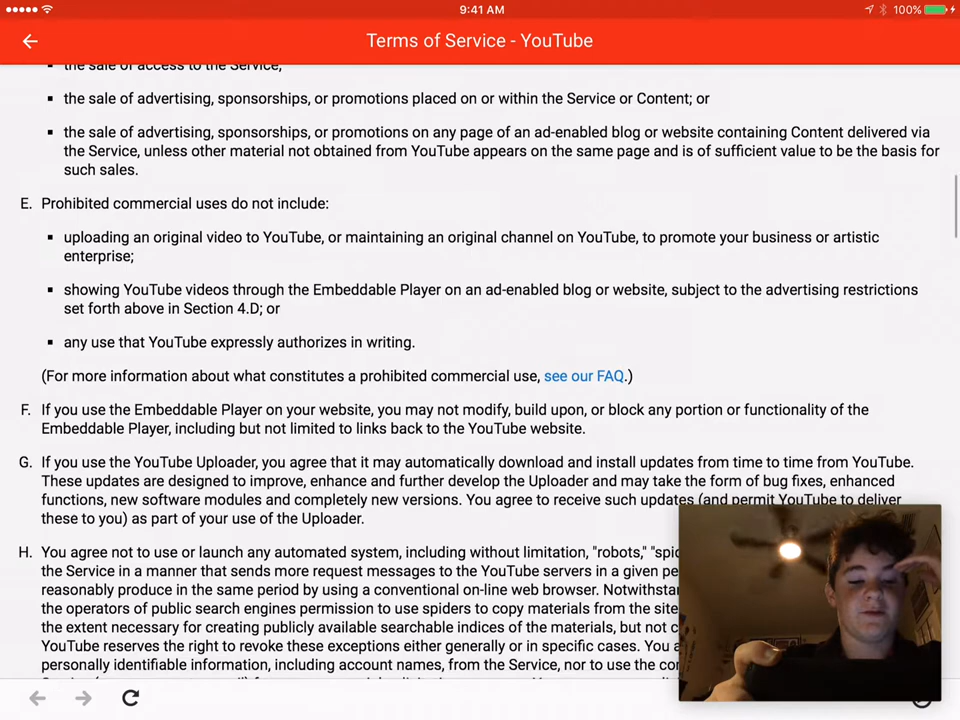 9:41 AM
100%
Terms of Service - YouTube
the sale of access to the Service;
the sale of advertising, sponsorships, or promotions placed on or within the Service or Content; or
the sale of advertising, sponsorships, or promotions on any page of an ad-enabled blog or website containing Content delivered via
the Service, unless other material not obtained from YouTube appears on the same page and is of sufficient value to be the basis for
such sales.
E. Prohibited commercial uses do not include:
uploading an original video to YouTube, or maintaining an original channel on YouTube, to promote your business or artistic
enterprise;
showing YouTube videos through the Embeddable Player on an ad-enabled blog or website, subject to the advertising restrictions
set forth above in Section 4.D; or
any use that YouTube expressly authorizes in writing.
(For more information about what constitutes a prohibited commercial use, see our FAQ.)
F. If you use the Embeddable Player on your website, you may not modify, build upon, or block any portion or functionality of the
Embeddable Player, including but not limited to links back to the YouTube website.
G. If you use the YouTube Uploader, you agree that it may automatically download and install updates from time to time from YouTube.
These updates are designed to improve, enhance and further develop the Uploader and may take the form of bug fixes, enhanced
functions, new software modules and completely new versions. You agree to receive such updates (and permit YouTube to deliver
these to you) as part of your use of the Uploader.
H. You agree not to use or launch any automated system, including without limitation, "robots," "spid
the Service in a manner that sends more request messages to the YouTube servers in a given pe
reasonably produce in the same period by using a conventional on-line web browser. Notwithstan
the operators of public search engines permission to use spiders to copy materials from the site
the extent necessary for creating publicly available searchable indices of the materials, but not c
YouTube reserves the right to revoke these exceptions either generally or in specific cases. You a
personally identifiable information, including account names, from the Service, nor to use the co